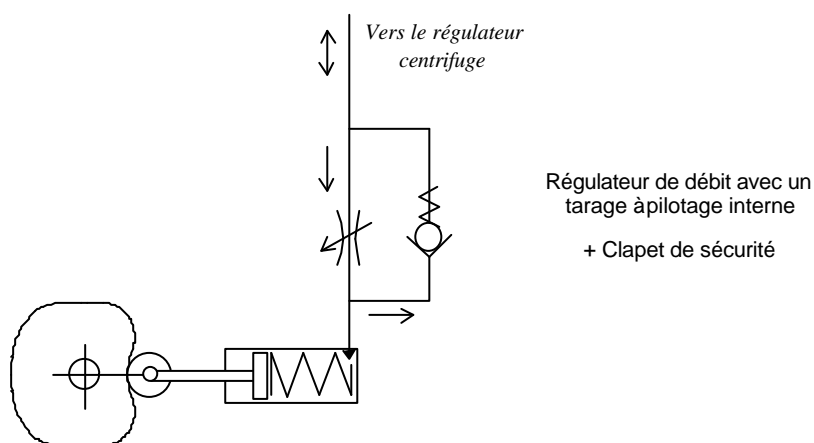 Vers le régulateur
centrifuge
Régulateur de débit avec un
tarage àpilotage interne
+ Clapet de sécurité